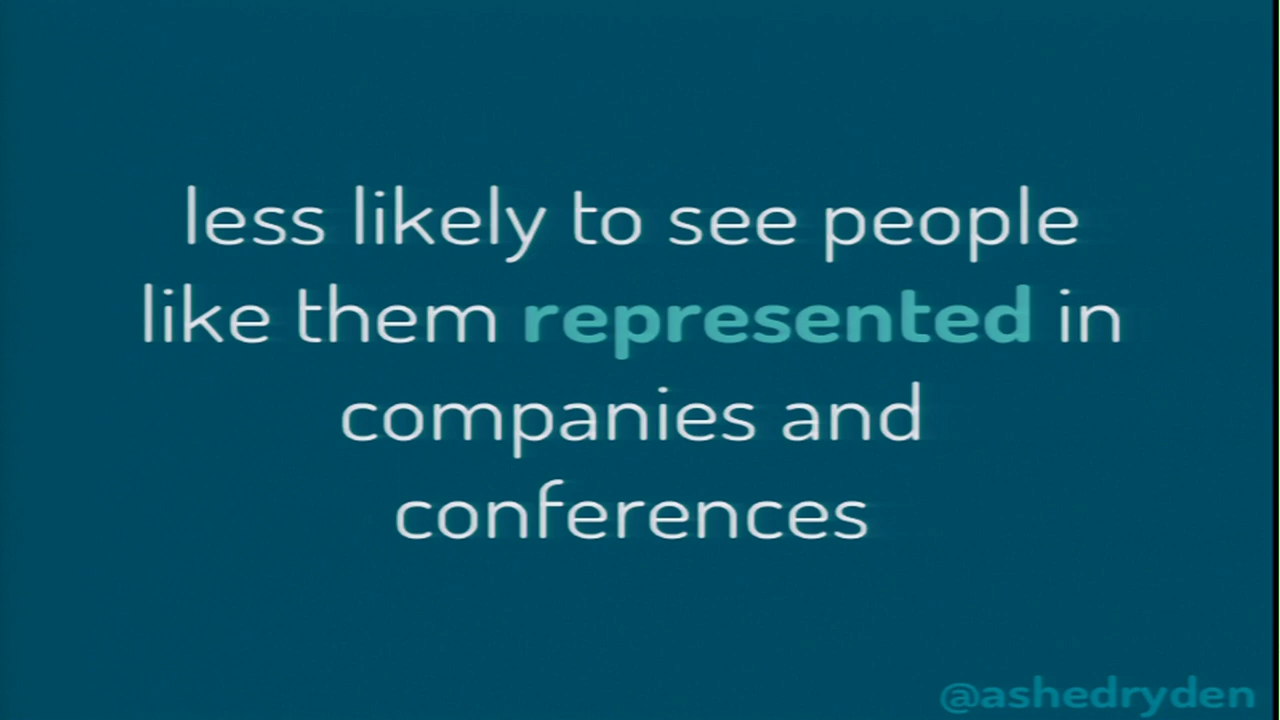 less likely to see people
like them represented in
companies and
conferences
@ashedryden